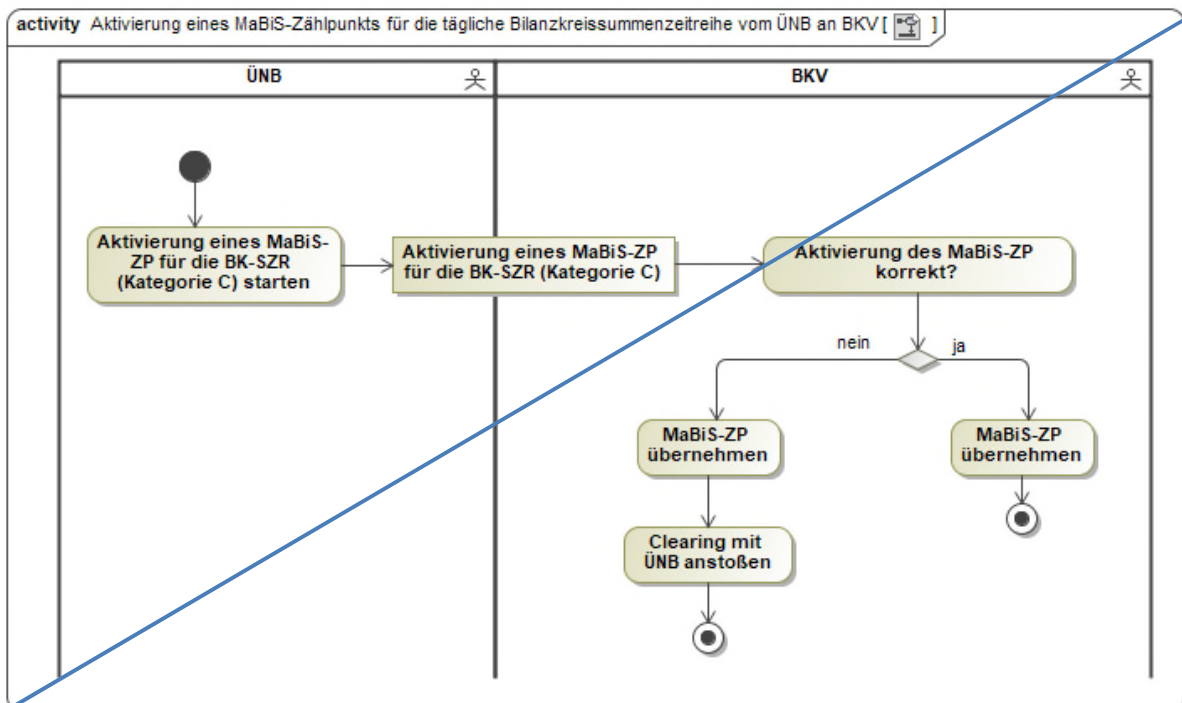 activity Aktivierung eines MaBiS-Zählpunkts für die tägliche Bilanzkreissummenzeitreihe vom ÜNB an BKV [ ]
ÜNB
BKV
Aktivierung eines MaBiS-
ZP für die BK-SZR
(Kategorie C) starten
Aktivierung eines MaBiS-ZP
für die BK-SZR (Kategorie C)
Aktivierung des MaBiS-ZP
korrekt?
nein
ja
MaBiS-ZP
übernehmen
MaBiS-ZP
übernehmen
Clearing mit
ÜNB anstoßen